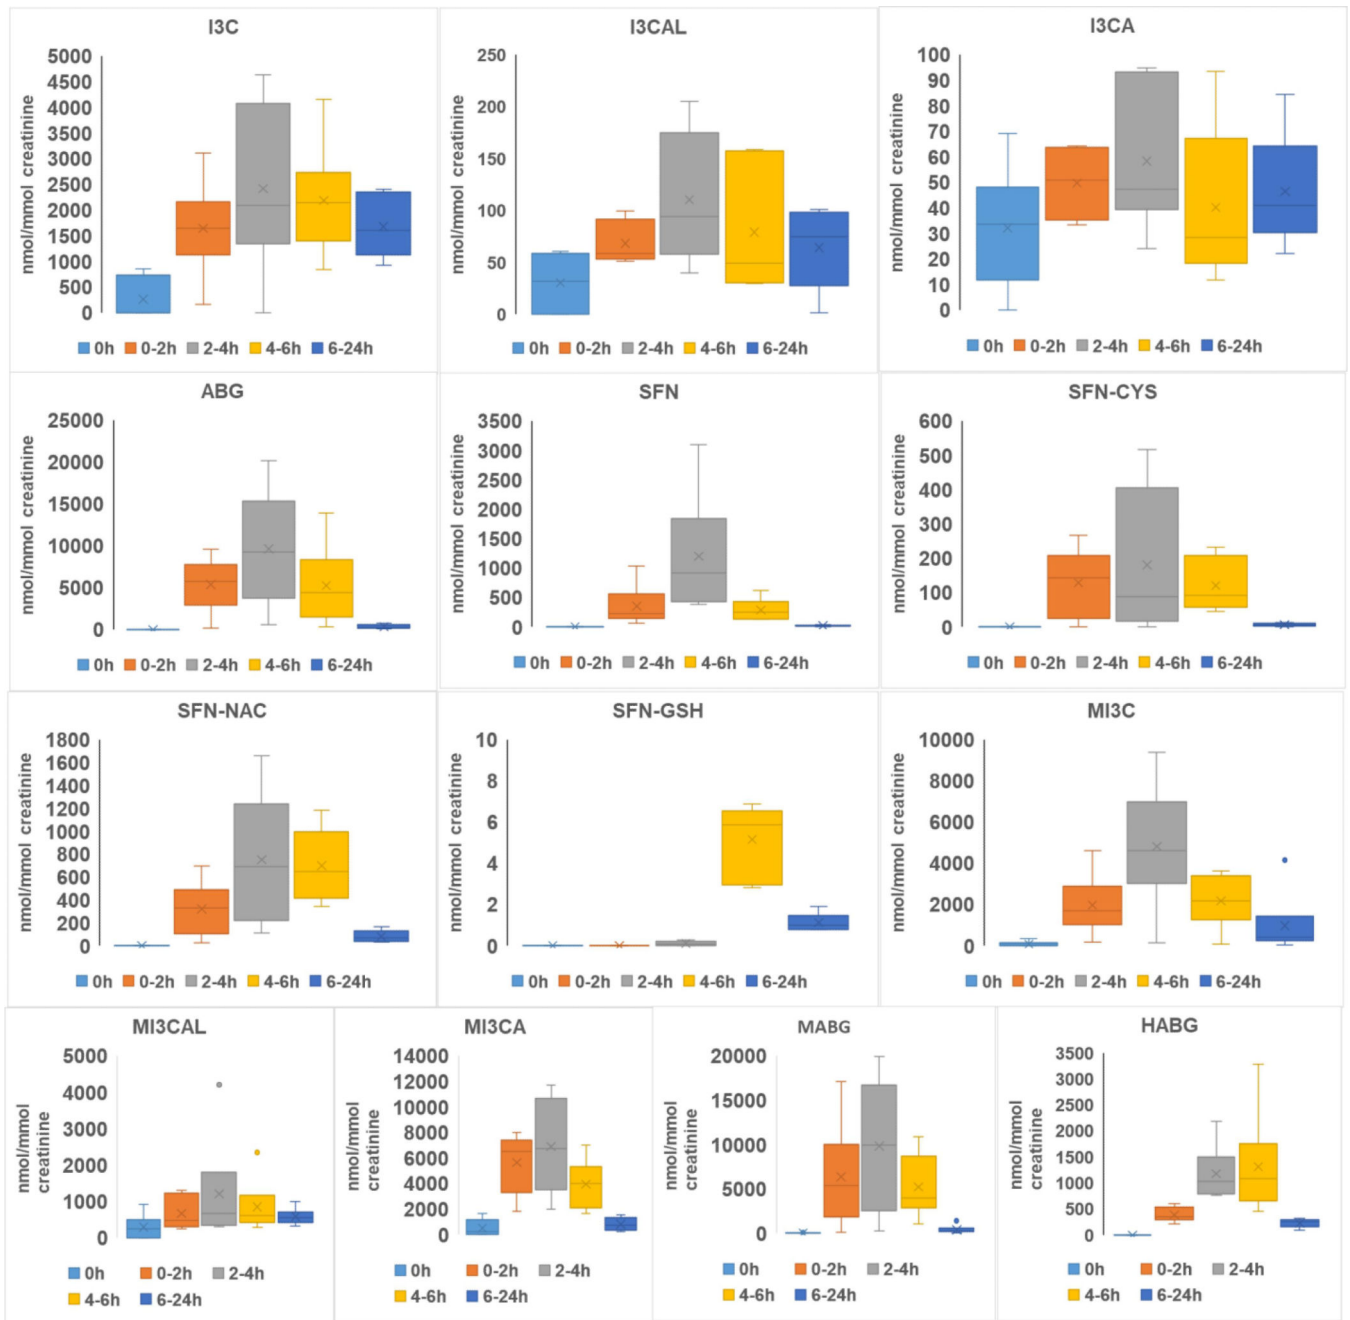 I3C
nmol/mmol creatinine
5000
4500
4000
3500
3000
2500
2000
1500
1000
500
0
0h 0-2h 2-4h 4-6h 6-24h
I3CAL
nmol/mmol creatinine
250
200
150
100
50
0
0h 0-2h 2-4h 4-6h 6-24h
I3CA
nmol/mmol creatinine
100
90
80
70
60
50
40
30
20
10
0
0h 0-2h 2-4h 4-6h 6-24h
ABG
nmol/mmol creatinine
25000
20000
15000
10000
5000
0
0h 0-2h 2-4h 4-6h 6-24h
SFN
nmol/mmol creatinine
3500
3000
2500
2000
1500
1000
500
0
0h 0-2h 2-4h 4-6h 6-24h
SFN-CYS
nmol/mmol creatinine
600
500
400
300
200
100
0
0h 0-2h 2-4h 4-6h 6-24h
SFN-NAC
nmol/mmol creatinine
1800
1600
1400
1200
1000
800
600
400
200
0
0h 0-2h 2-4h 4-6h 6-24h
SFN-GSH
nmol/mmol creatinine
10
8
6
4
2
0
0h 0-2h 2-4h 4-6h 6-24h
MI3C
nmol/mmol creatinine
10000
8000
6000
4000
2000
0
0h 0-2h 2-4h 4-6h 6-24h
MI3CAL
nmol/mmol
creatinine
5000
4000
3000
2000
1000
0
0h 0-2h 2-4h
4-6h 6-24h
MI3CA
nmol/mmol
creatinine
14000
12000
10000
8000
6000
4000
2000
0
0h 0-2h 2-4h
4-6h 6-24h
MABG
nmol/mmol
creatinine
20000
15000
10000
5000
0
0h 0-2h 2-4h
4-6h 6-24h
HABG
nmol/mmol
creatinine
3500
3000
2500
2000
1500
1000
500
0
0h 0-2h 2-4h
4-6h 6-24h